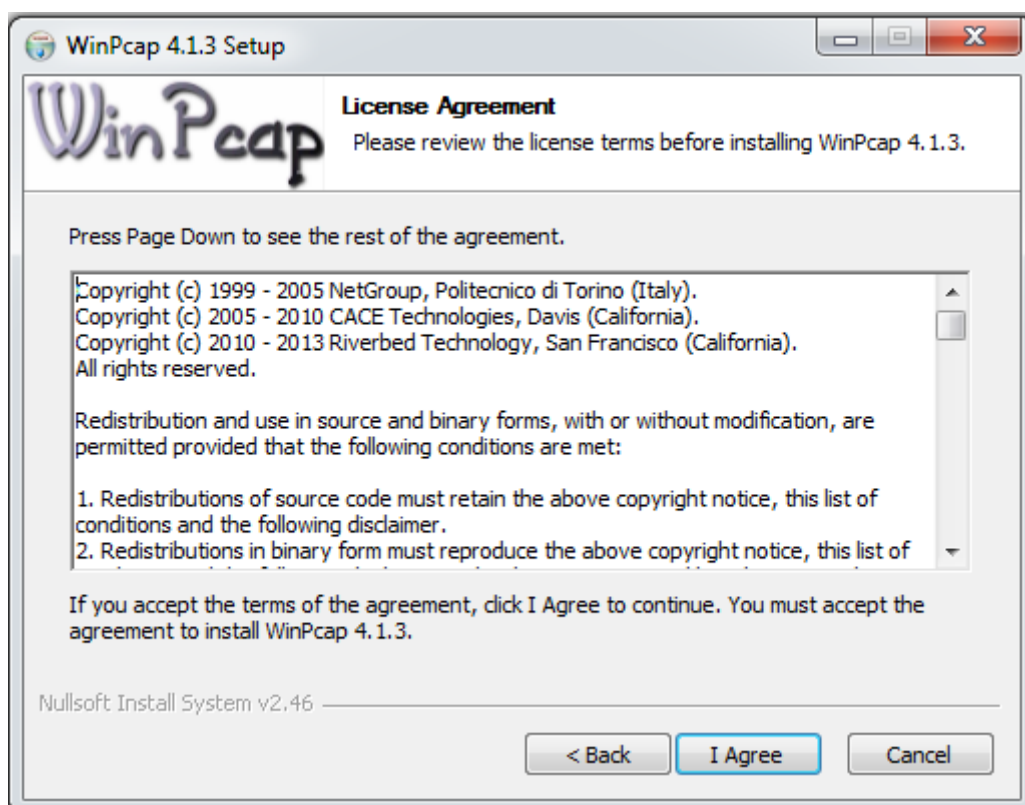 WinPcap 4.1.3 Setup
WinPcap
License Agreement
Please review the license terms before installing WinPcap 4.1.3.
Press Page Down to see the rest of the agreement.
Copyright (c) 1999 - 2005 NetGroup, Politecnico di Torino (Italy).
Copyright (c) 2005 - 2010 CACE Technologies, Davis (California).
Copyright (c) 2010 - 2013 Riverbed Technology, San Francisco (California).
All rights reserved.
Redistribution and use in source and binary forms, with or without modification, are
permitted provided that the following conditions are met:
1. Redistributions of source code must retain the above copyright notice, this list of
conditions and the following disclaimer.
2. Redistributions in binary form must reproduce the above copyright notice, this list of
If you accept the terms of the agreement, click I Agree to continue. You must accept the
agreement to install WinPcap 4.1.3.
Nullsoft Install System v2.46
< Back
I Agree
Cancel